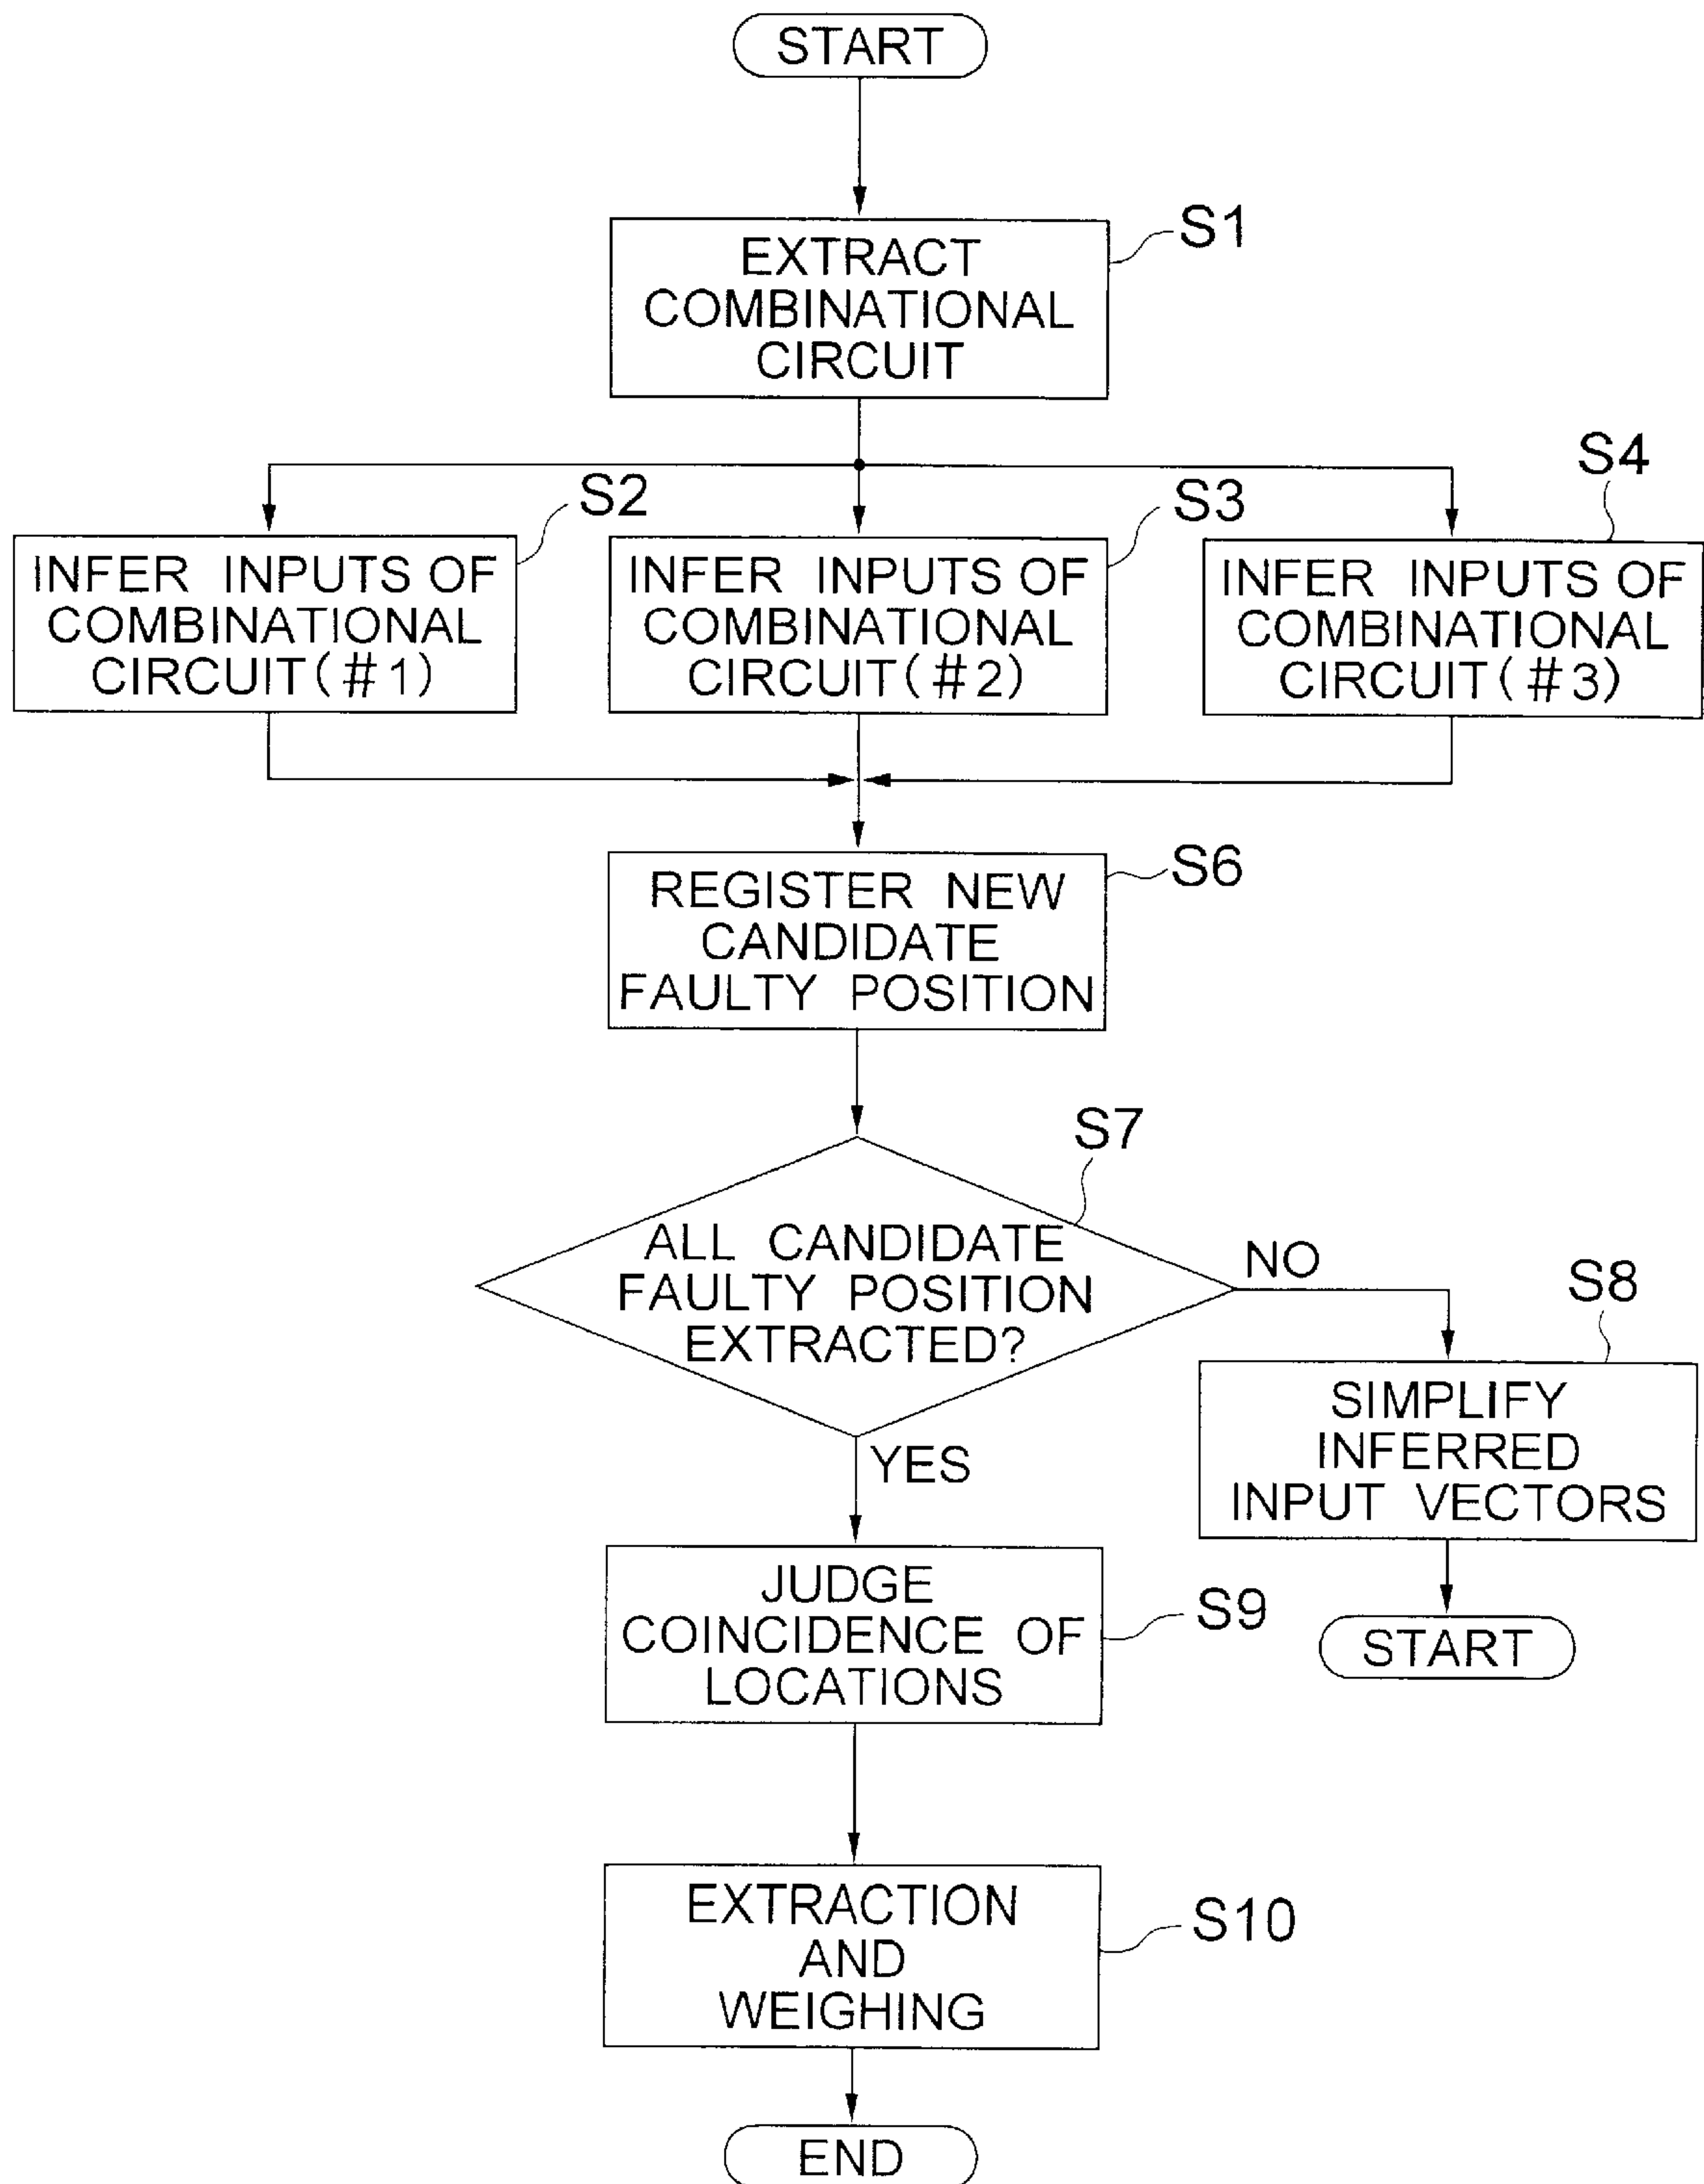 START
S1
EXTRACT
COMBINATIONAL
CIRCUIT
S2
INFER INPUTS OF
COMBINATIONAL
CIRCUIT(#1)
S3
INFER INPUTS OF
COMBINATIONAL
CIRCUIT(#2)
S4
INFER INPUTS OF
COMBINATIONAL
CIRCUIT(#3)
S6
REGISTER NEW
CANDIDATE
FAULTY POSITION
S7
ALL CANDIDATE
FAULTY POSITION
EXTRACTED?
NO
S8
SIMPLIFY
INFERRED
INPUT VECTORS
START
YES
S9
JUDGE
COINCIDENCE OF
LOCATIONS
S10
EXTRACTION
AND
WEIGHING
END